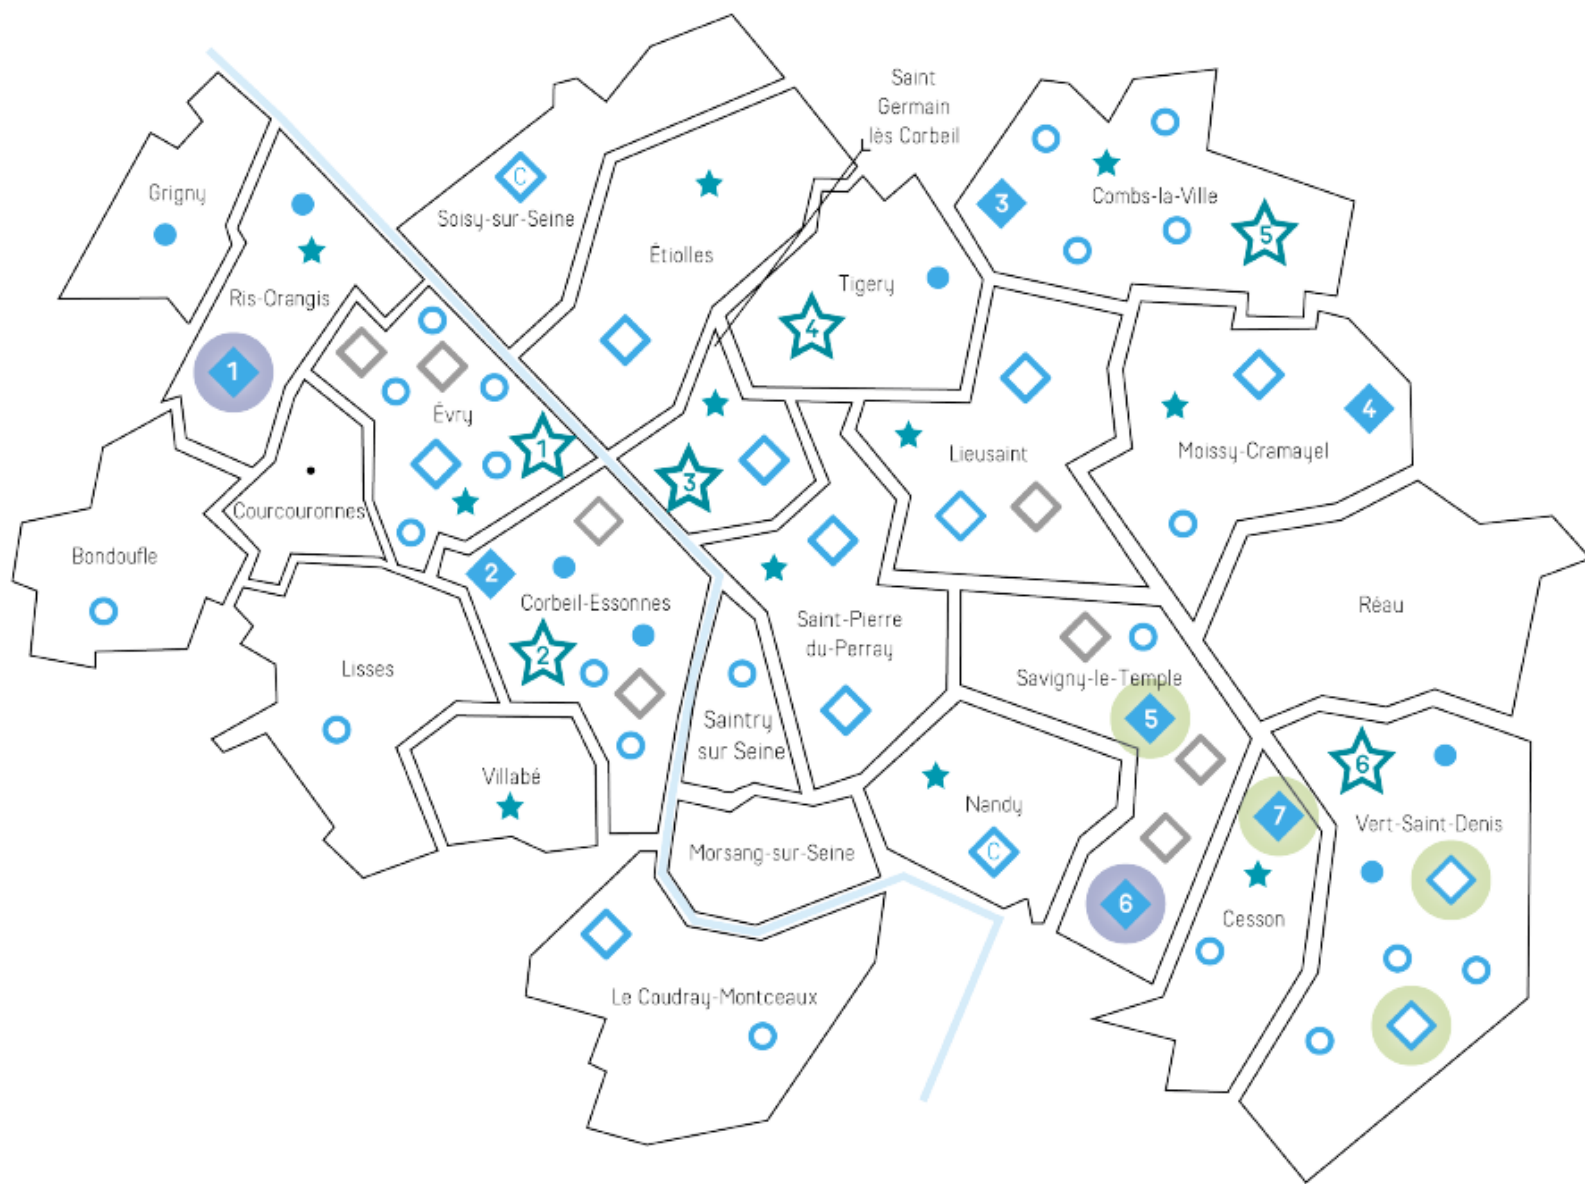 Saint
Germain
lès Corbeil
Grigny
C
Soisy-sur-Seine
3
Combs-la-Ville
5
Étiolles
Ris-Orangis
Tigery
4
1
Évry
1
3
Lieusaint
4
Moissy-Cramayel
Courcouronnes
Bondoufle
2
Corbeil-Essonnes
2
Saint-Pierre
du-Perray
Réau
Lisses
Savigny-le-Temple
5
Saintry
sur Seine
6
Villabé
Nandy
C
7
Vert-Saint-Denis
Morsang-sur-Seine
6
Cesson
Le Coudray-Montceaux